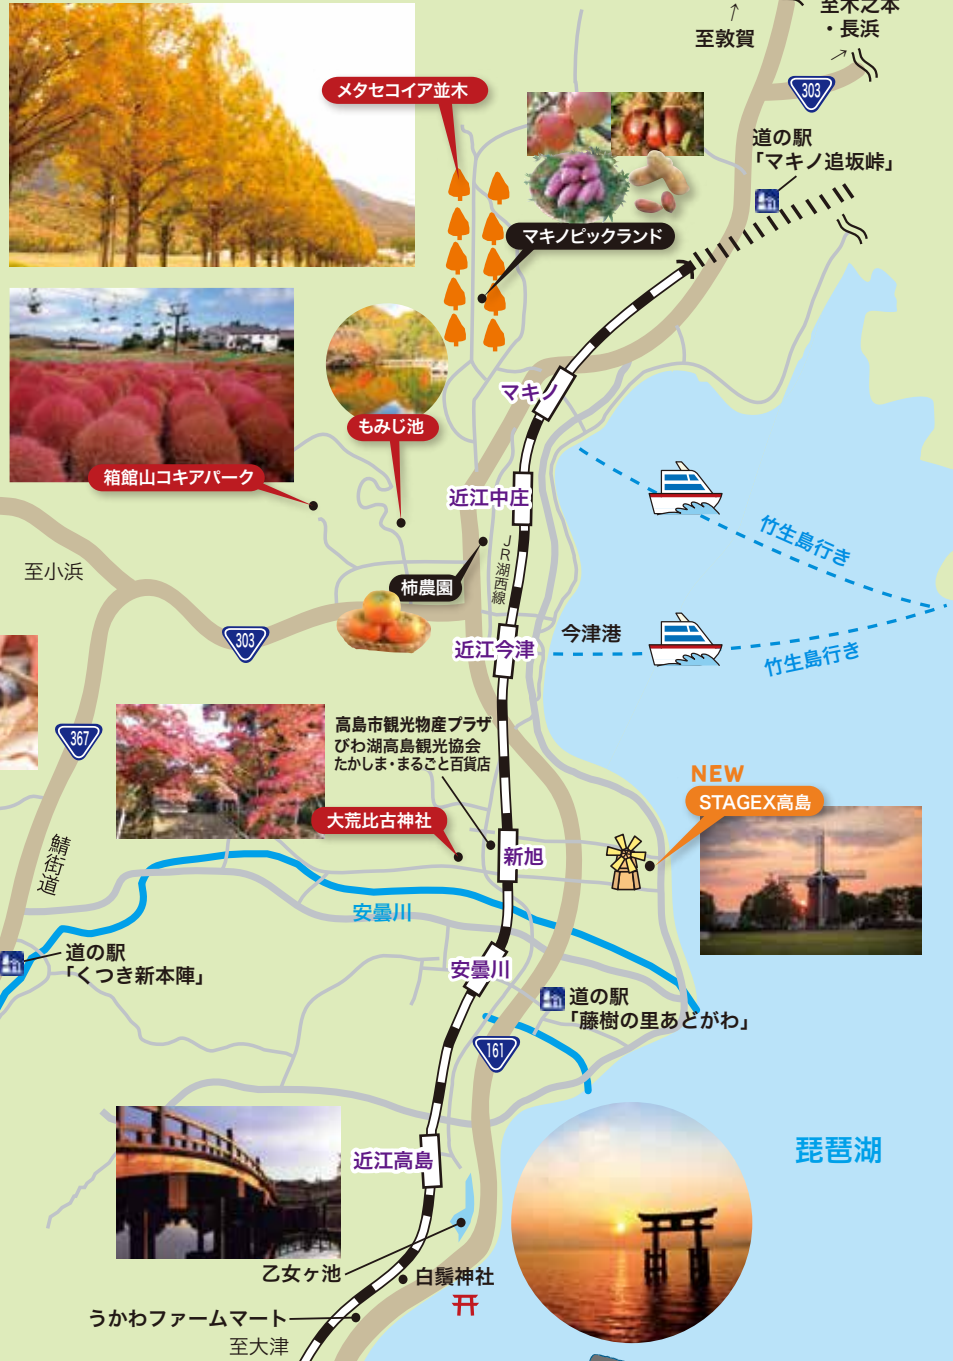 至敦賀
至木之本
・長浜
303
メタセコイア並木
道の駅
「マキノ追坂峠」
マキノピックランド
マキノ
もみじ池
箱館山コキアパーク
近江中庄
JR湖西線
竹生島行き
至小浜
柿農園
303
近江今津
今津港
竹生島行き
367
高島市観光物産プラザ
びわ湖高島観光協会
たかしま・まるごと百貨店
NEW
STAGEX高島
大荒比古神社
新旭
鯖街道
安曇川
道の駅
「くつき新本陣」
安曇川
道の駅
「藤樹の里あどがわ」
161
琵琶湖
近江高島
乙女ヶ池
白鬚神社
うかわファームマート
至大津